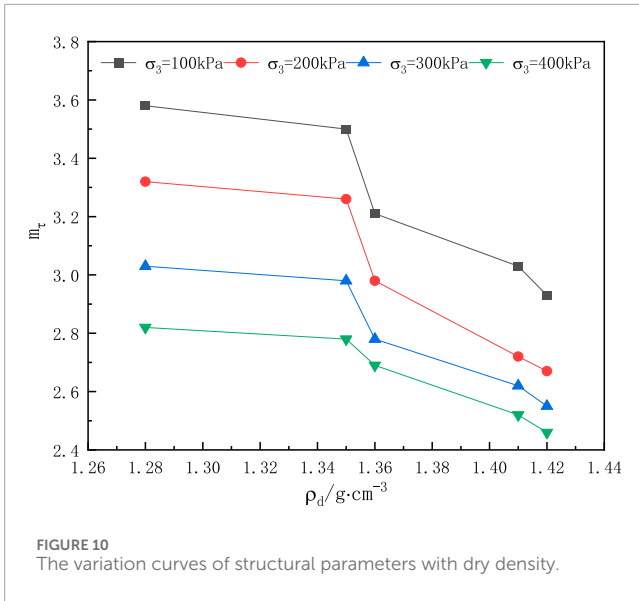 3.8
σ₃=100kPa σ₃=200kPa σ₃=300kPa σ₃=400kPa
3.6
3.4
3.2
m_τ
3.0
2.8
2.6
2.4
1.26 1.28 1.30 1.32 1.34 1.36 1.38 1.40 1.42 1.44
ρ_d/g·cm⁻³
FIGURE 10
The variation curves of structural parameters with dry density.